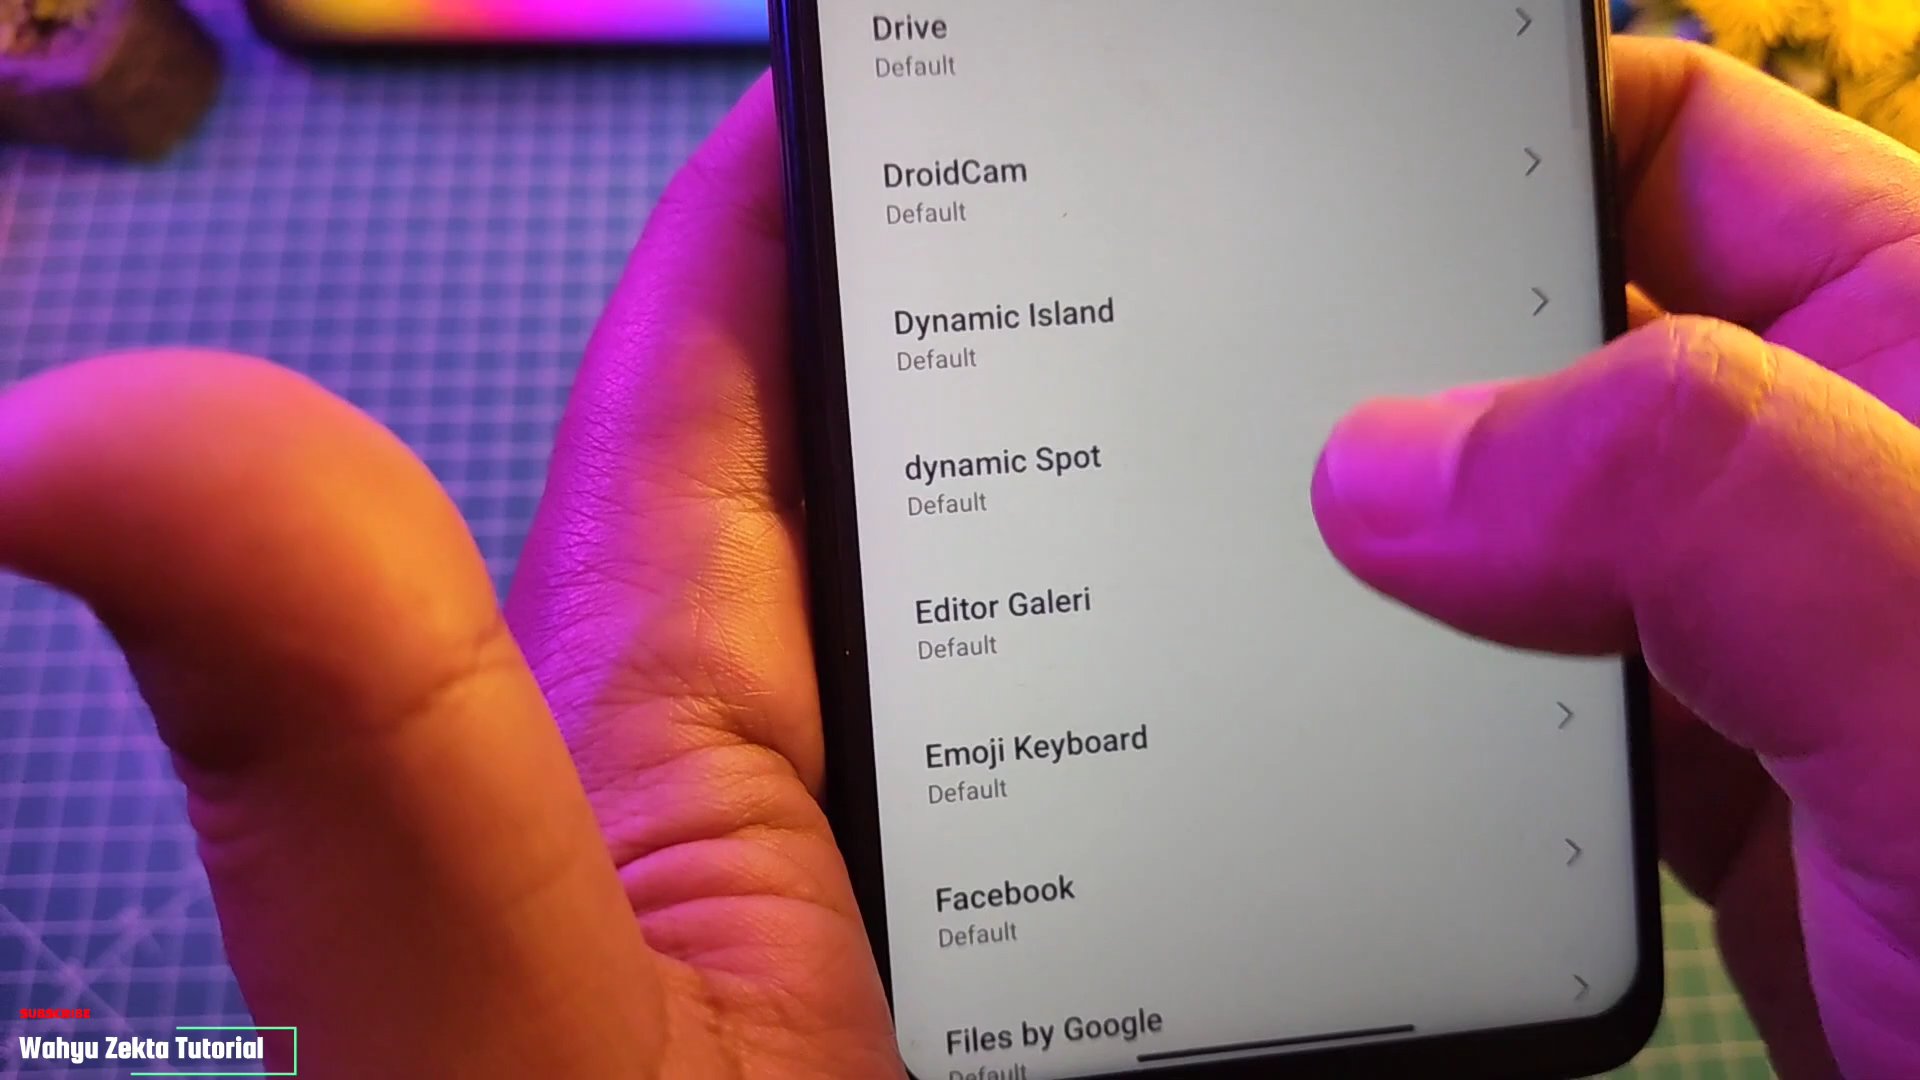 Drive
Default
DroidCam
Default
Dynamic Island
Default
dynamic Spot
Default
Editor Galeri
Default
Emoji Keyboard
Default
Facebook
Default
Files by Google
Default
SUBSCRIBE
Wahyu Zekta Tutorial